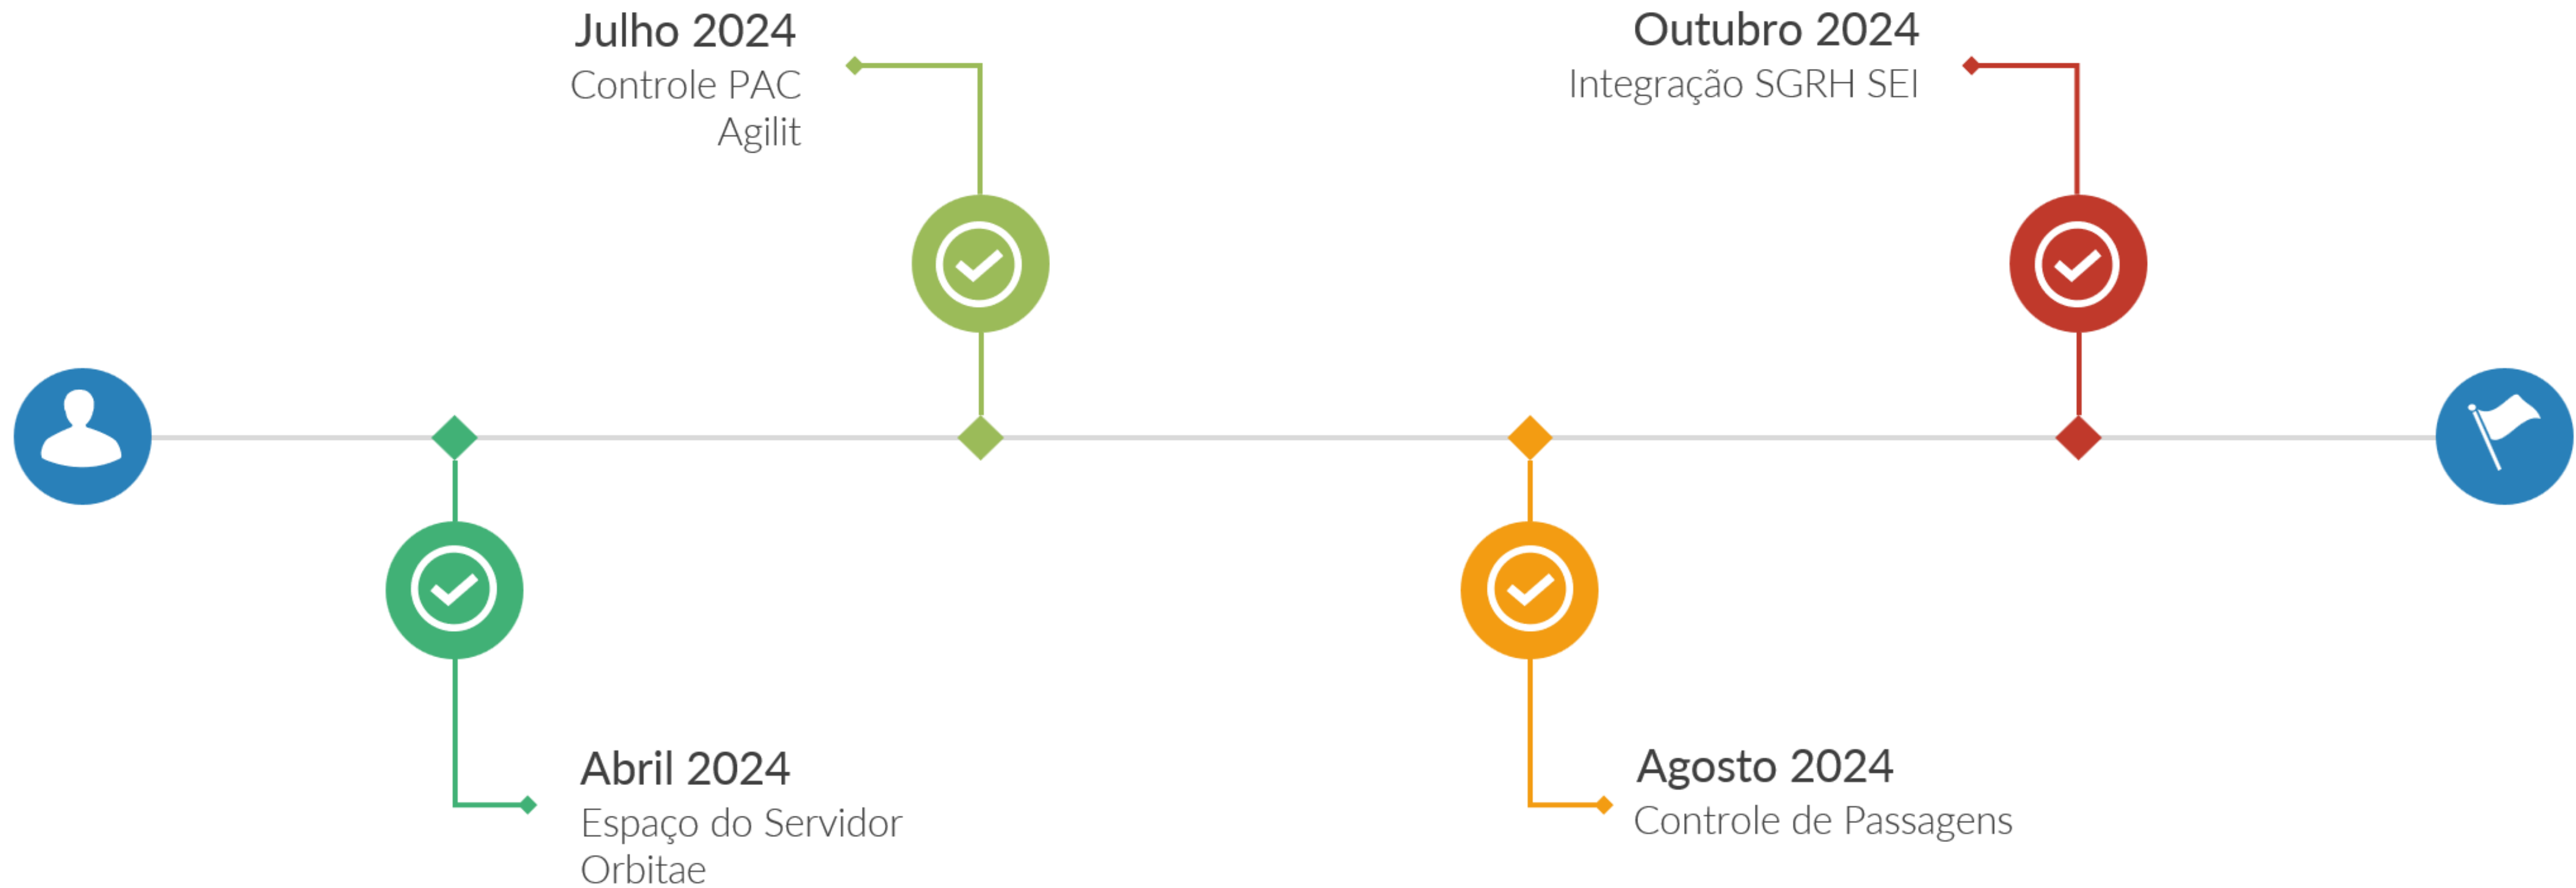 Julho 2024
Controle PAC
Agilit
Outubro 2024
Integração SGRH SEI
Abril 2024
Espaço do Servidor
Orbitae
Agosto 2024
Controle de Passagens